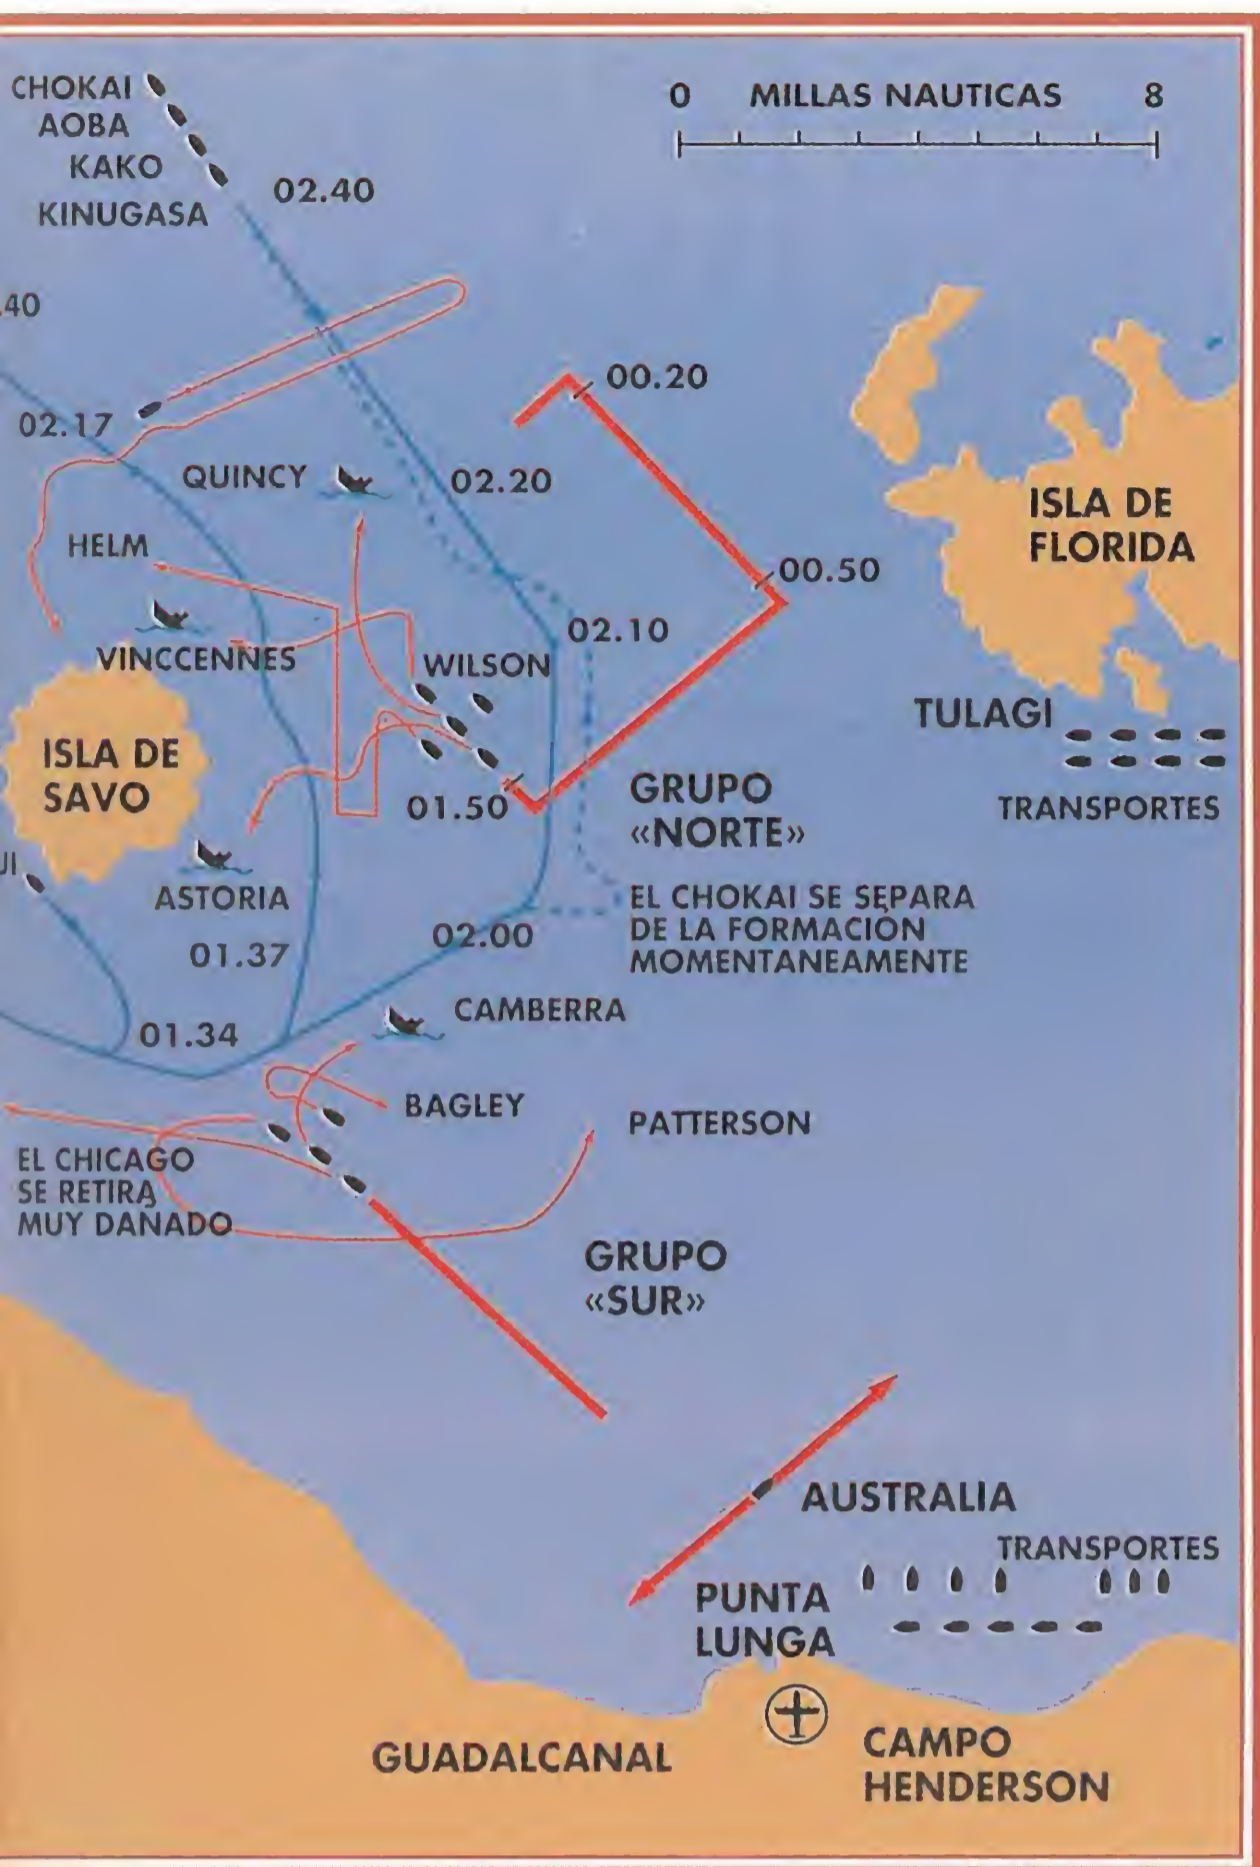 CHOKAI
AOBA
KAKO
KINUGASA
0 MILLAS NAUTICAS 8
02.40
.40
00.20
02.17
QUINCY
02.20
ISLA DE
FLORIDA
HELM
00.50
02.10
VINCCENNES
WILSON
TULAGI
ISLA DE
SAVO
01.50
GRUPO
«NORTE»
TRANSPORTES
ASTORIA
EL CHOKAI SE SEPARA
DE LA FORMACIÓN
MOMENTANEAMENTE
02.00
01.37
CAMBERRA
01.34
BAGLEY
PATTERSON
EL CHICAGO
SE RETIRA
MUY DAÑADO
GRUPO
«SUR»
AUSTRALIA
TRANSPORTES
PUNTA
LUNGA
GUADALCANAL
CAMPO
HENDERSON